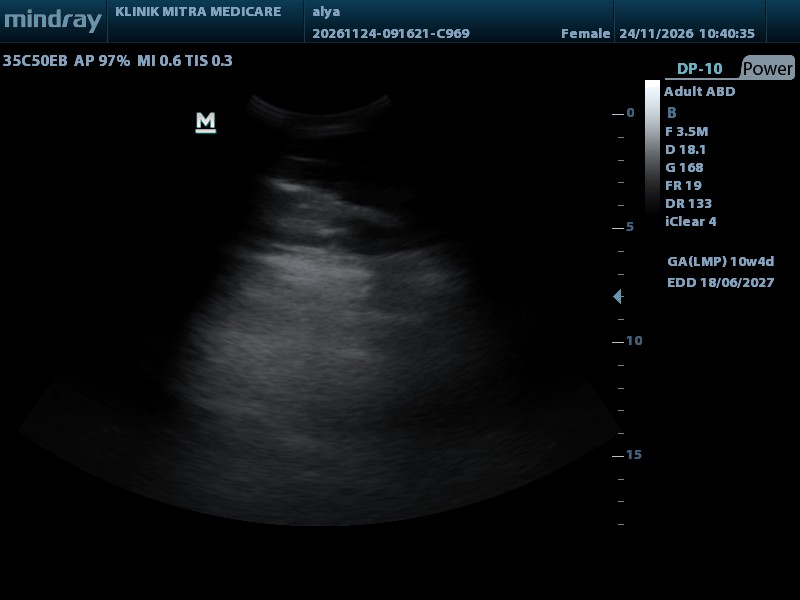 mindray
KLINIK MITRA MEDICARE
alya
20261124-091621-C969
Female
24/11/2026 10:40:35
35C50EB AP 97% MI 0.6 TIS 0.3
DP-10
Power
M
Adult ABD
B
F 3.5M
D 18.1
G 168
FR 19
DR 133
iClear 4
GA(LMP) 10w4d
EDD 18/06/2027
0
5
10
15